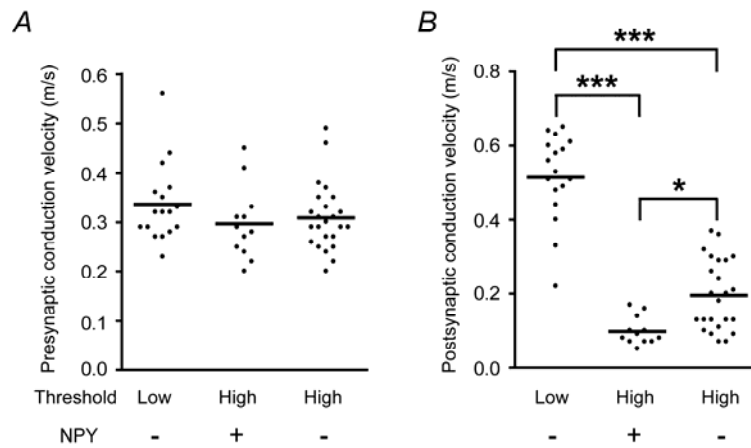 A
B
Presynaptic conduction velocity (m/s)
0.6
0.5
0.4
0.3
0.2
0.1
0.0
Postsynaptic conduction velocity (m/s)
0.8
0.6
0.4
0.2
0.0
***
***
*
Threshold Low High High
NPY - + -
Low High High
- + -